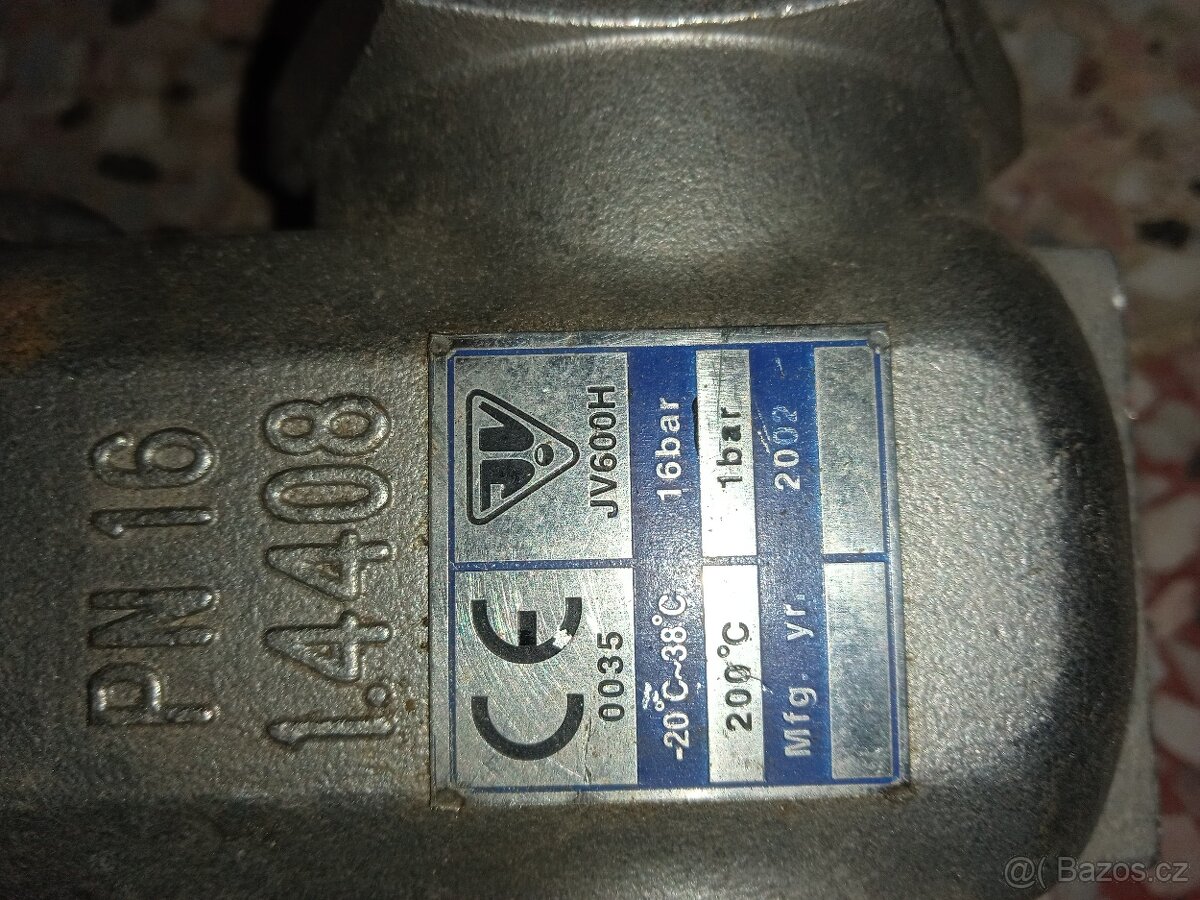 PN 16
1.4408
CE JV
0035 JV600H
-20°C~38°C 16bar
200°C 1bar
Mfg. yr. 2002
@( Bazos.cz